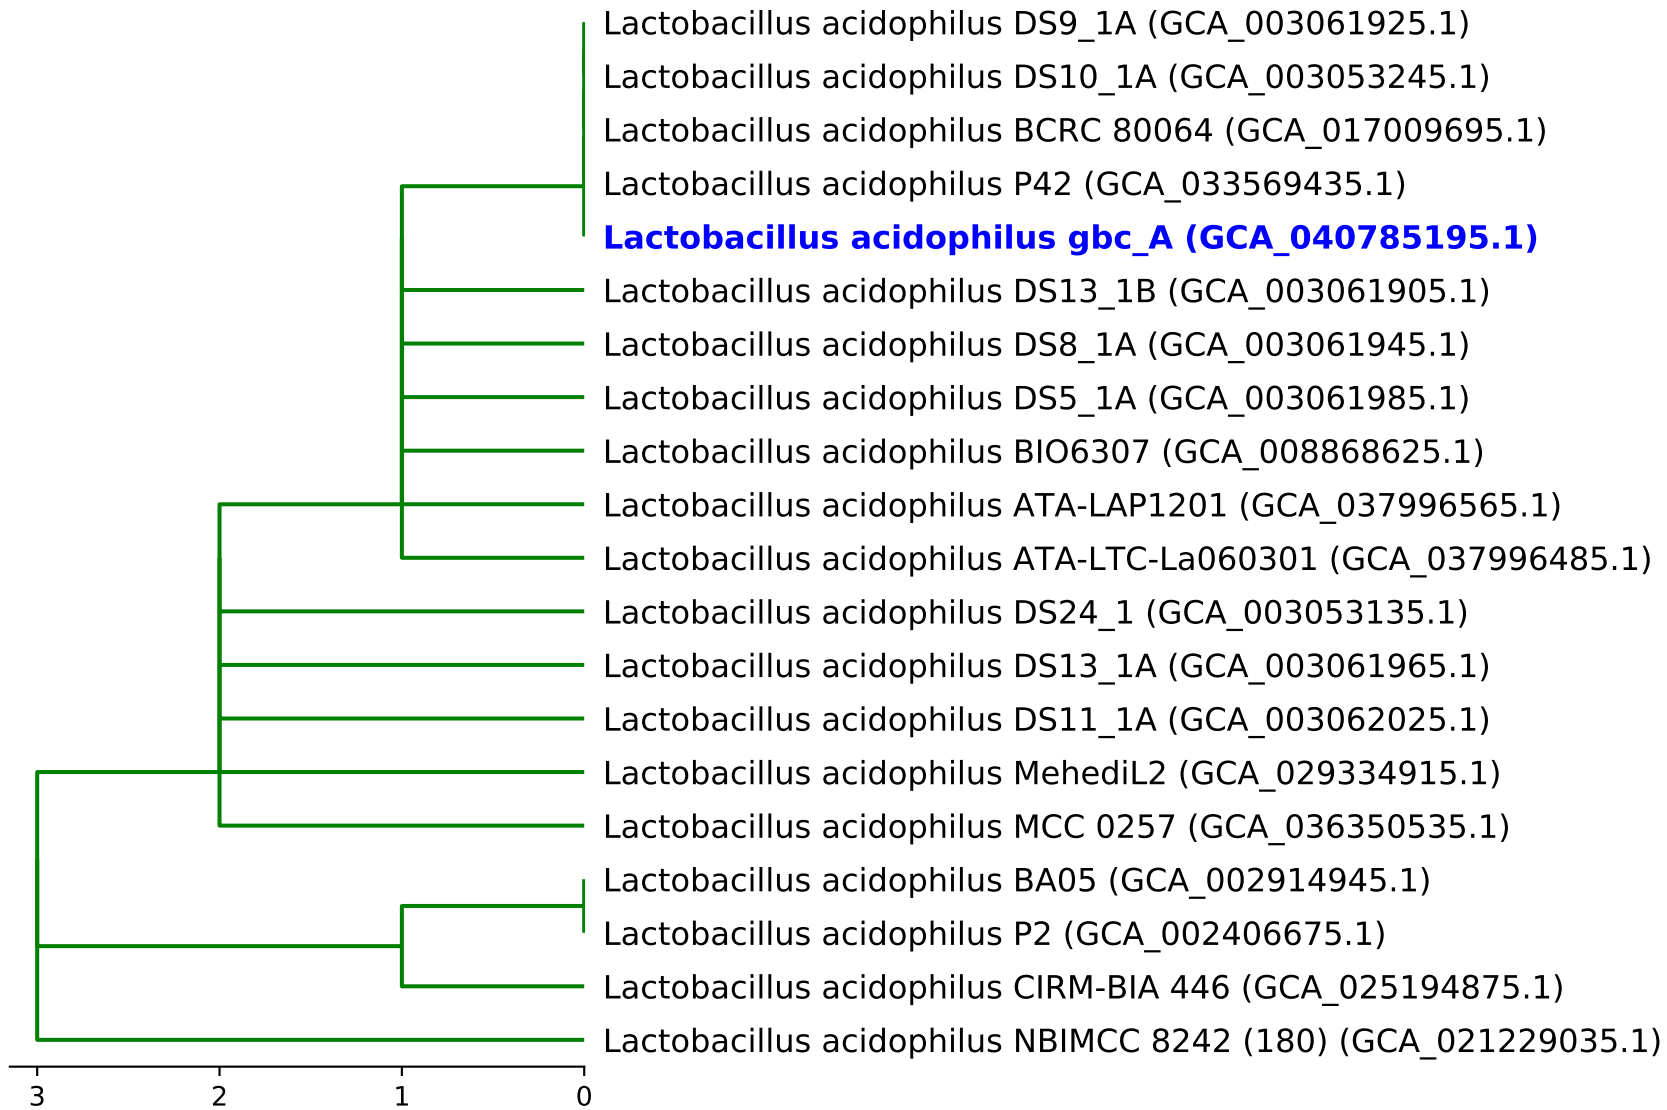 Lactobacillus acidophilus DS9_1A (GCA_003061925.1)
Lactobacillus acidophilus DS10_1A (GCA_003053245.1)
Lactobacillus acidophilus BCRC 80064 (GCA_017009695.1)
Lactobacillus acidophilus P42 (GCA_033569435.1)
Lactobacillus acidophilus gbc_A (GCA_040785195.1)
Lactobacillus acidophilus DS13_1B (GCA_003061905.1)
Lactobacillus acidophilus DS8_1A (GCA_003061945.1)
Lactobacillus acidophilus DS5_1A (GCA_003061985.1)
Lactobacillus acidophilus BIO6307 (GCA_008868625.1)
Lactobacillus acidophilus ATA-LAP1201 (GCA_037996565.1)
Lactobacillus acidophilus ATA-LTC-La060301 (GCA_037996485.1)
Lactobacillus acidophilus DS24_1 (GCA_003053135.1)
Lactobacillus acidophilus DS13_1A (GCA_003061965.1)
Lactobacillus acidophilus DS11_1A (GCA_003062025.1)
Lactobacillus acidophilus MehediL2 (GCA_029334915.1)
Lactobacillus acidophilus MCC 0257 (GCA_036350535.1)
Lactobacillus acidophilus BA05 (GCA_002914945.1)
Lactobacillus acidophilus P2 (GCA_002406675.1)
Lactobacillus acidophilus CIRM-BIA 446 (GCA_025194875.1)
Lactobacillus acidophilus NBIMCC 8242 (180) (GCA_021229035.1)
3 2 1 0